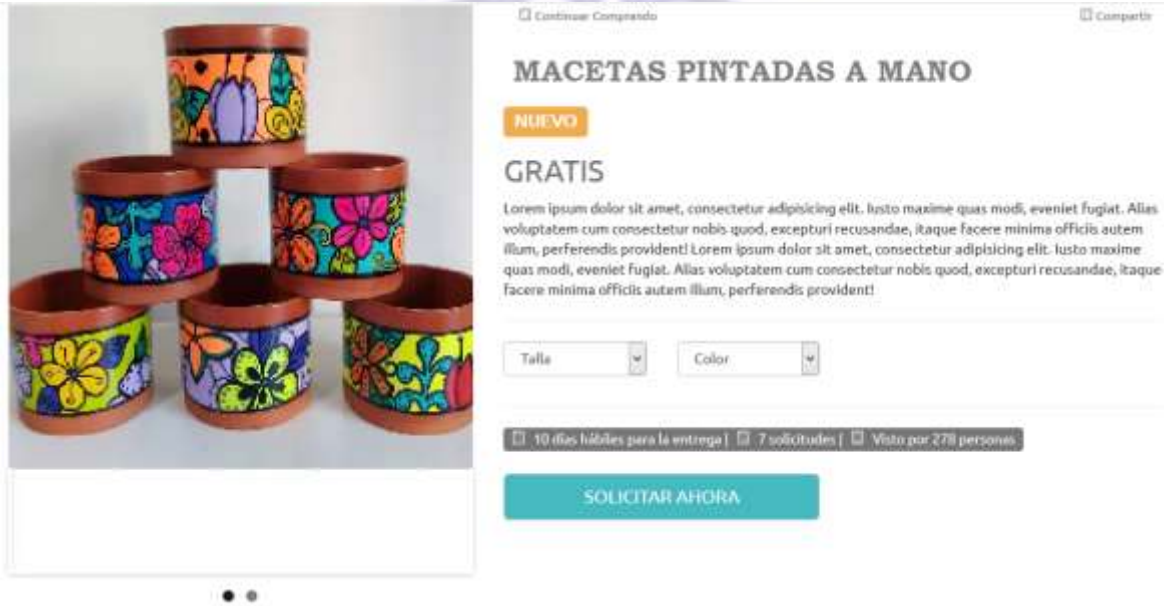 Continuar Comprando
Compartir
MACETAS PINTADAS A MANO
NUEVO
GRATIS
Lorem ipsum dolor sit amet, consectetur adipisicing elit. Iusto maxime quas modi, eveniet fugiat. Alias
voluptatem cum consectetur nobis quod, excepturi recusandae, itaque facere minima officiis autem
illum, perferendis provident! Lorem ipsum dolor sit amet, consectetur adipisicing elit. Iusto maxime
quas modi, eveniet fugiat. Alias voluptatem cum consectetur nobis quod, excepturi recusandae, itaque
facere minima officiis autem illum, perferendis provident!
Talla
Color
10 días hábiles para la entrega | 7 solicitudes | Visto por 278 personas
SOLICITAR AHORA